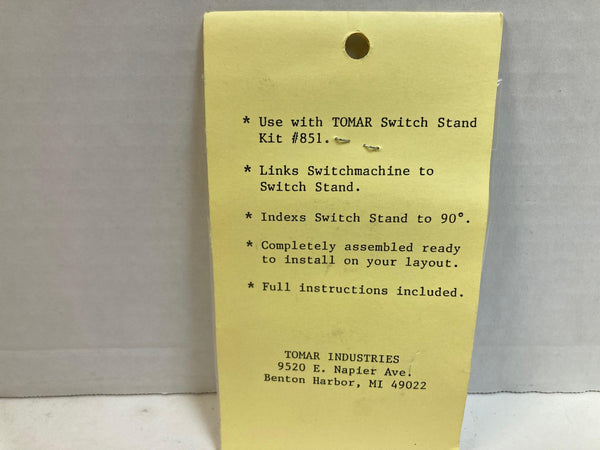 * Use with TOMAR Switch Stand
Kit #851.
* Links Switchmachine to
Switch Stand.
* Indexs Switch Stand to 90°.
* Completely assembled ready
to install on your layout.
* Full instructions included.
TOMAR INDUSTRIES
9520 E. Napier Ave.
Benton Harbor, MI 49022